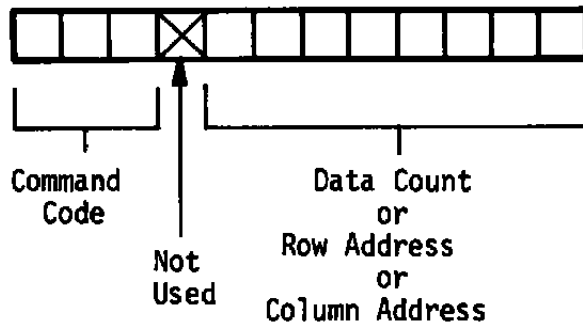 Command
Code
Not
Used
Data Count
or
Row Address
or
Column Address